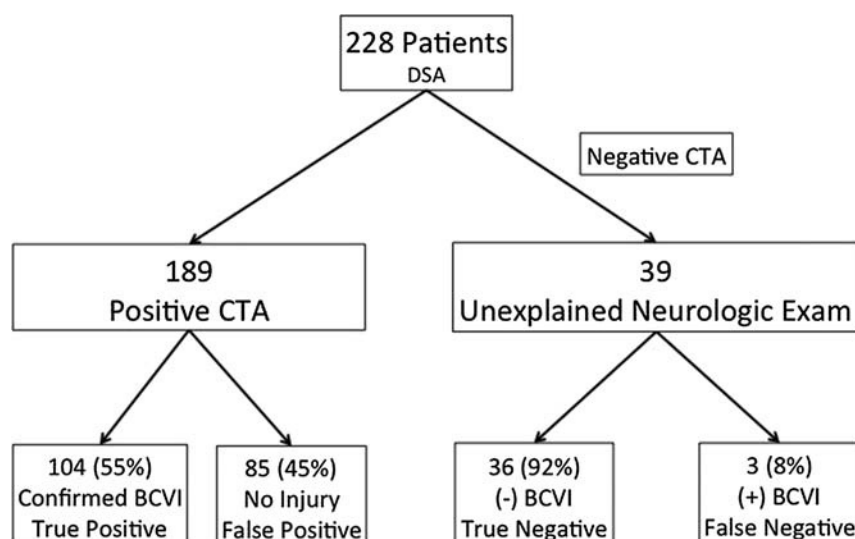 228 Patients
DSA
Negative CTA
189
Positive CTA
39
Unexplained Neurologic Exam
104 (55%)
Confirmed BCVI
True Positive
85 (45%)
No Injury
False Positive
36 (92%)
(-) BCVI
True Negative
3 (8%)
(+) BCVI
False Negative